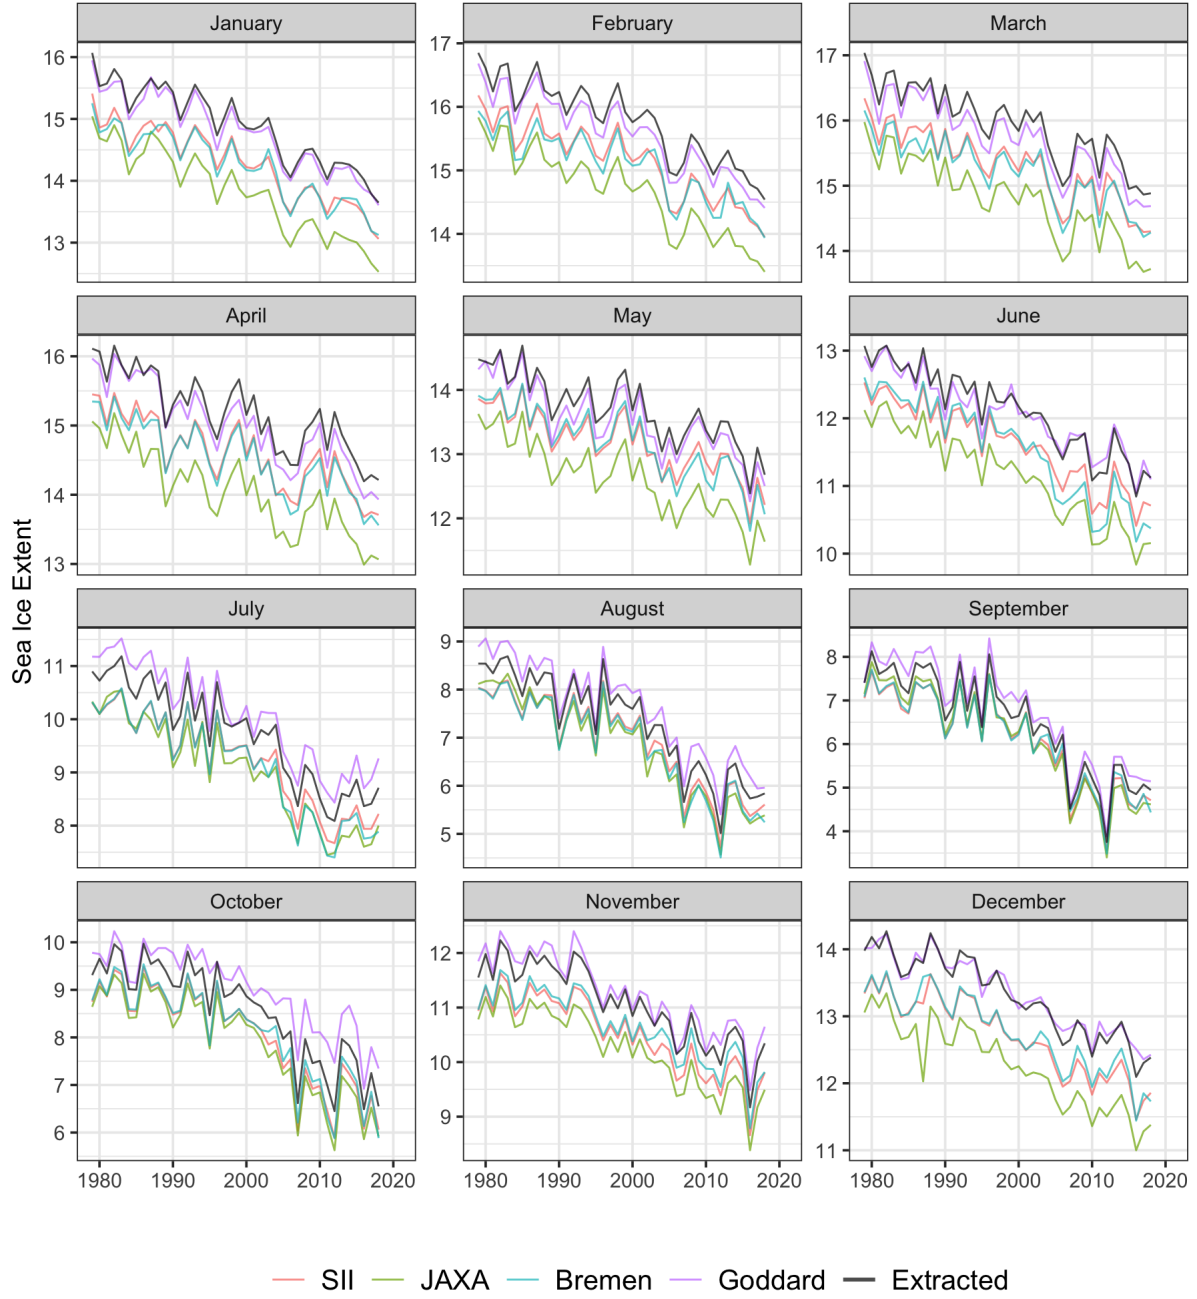 January
February
March
16
15
14
13
17
16
15
14
17
16
15
14
April
May
June
16
15
14
13
14
13
12
13
12
11
10
Sea Ice Extent
July
August
September
11
10
9
8
9
8
7
6
5
8
7
6
5
4
October
November
December
10
9
8
7
6
12
11
10
9
14
13
12
11
1980 1990 2000 2010 2020
1980 1990 2000 2010 2020
1980 1990 2000 2010 2020
SII JAXA Bremen Goddard Extracted